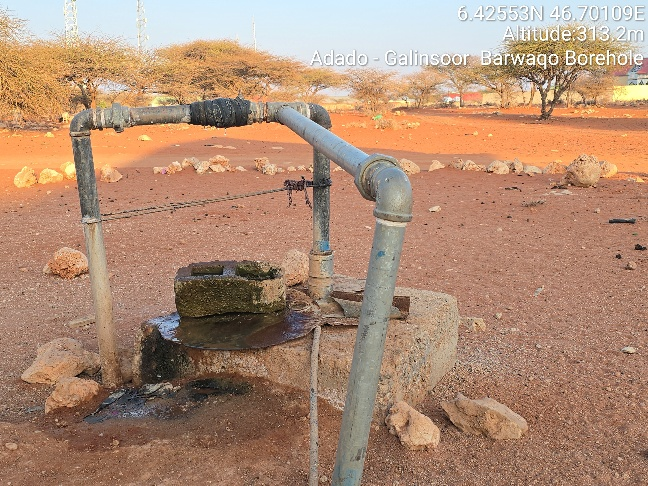 6.42553N 46.70109E
Altitude:313.2m
Adado - Galinsoor Barwaqo Borehole